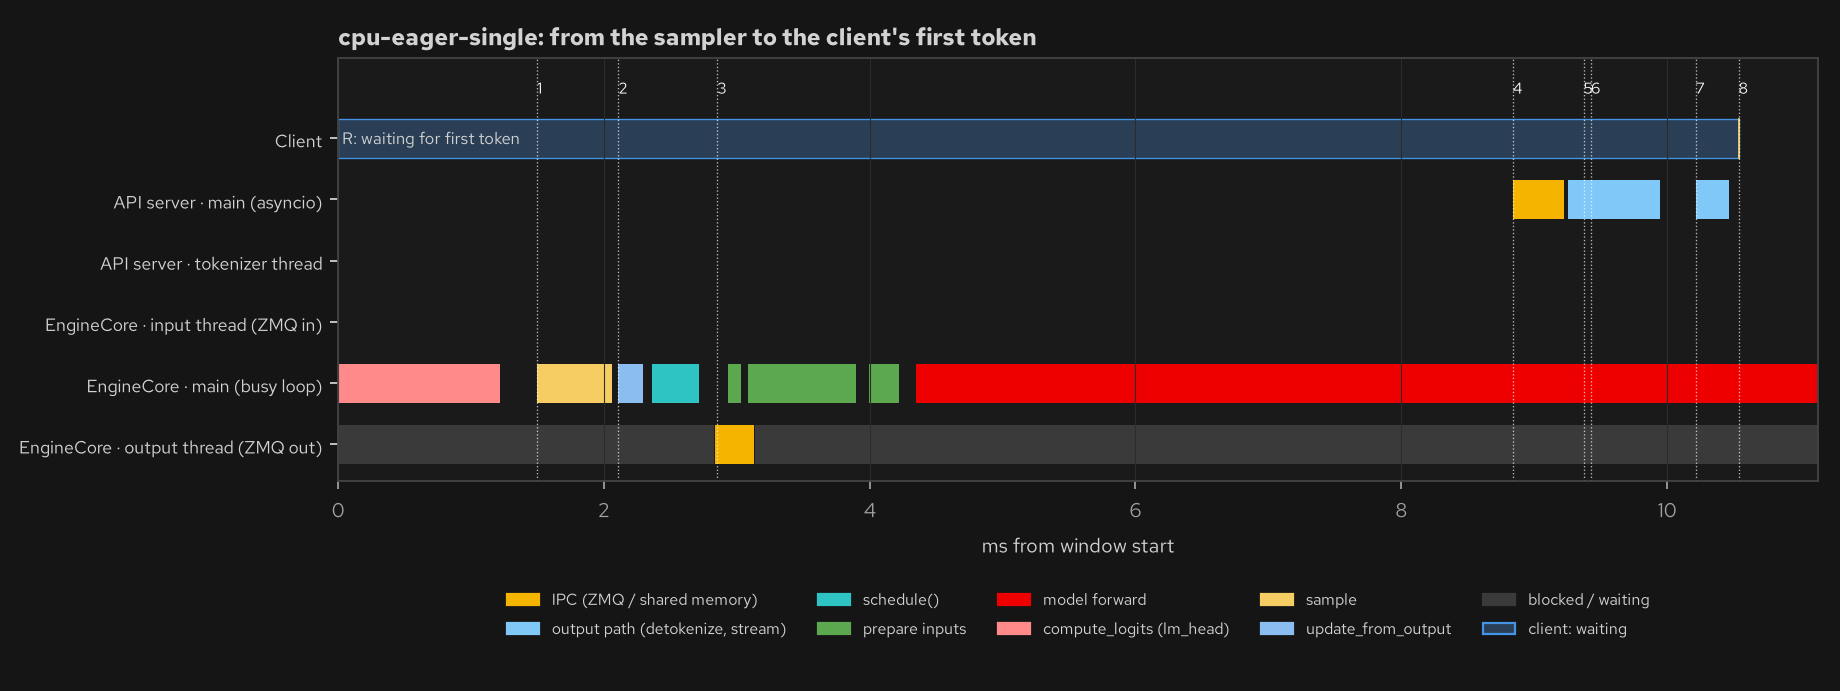 cpu-eager-single: from the sampler to the client's first token
1 2 3 4 5 6 7 8
Client
R: waiting for first token
API server · main (asyncio)
API server · tokenizer thread
EngineCore · input thread (ZMQ in)
EngineCore · main (busy loop)
EngineCore · output thread (ZMQ out)
0 2 4 6 8 10
ms from window start
IPC (ZMQ / shared memory) schedule() model forward sample blocked / waiting
output path (detokenize, stream) prepare inputs compute_logits (lm_head) update_from_output client: waiting